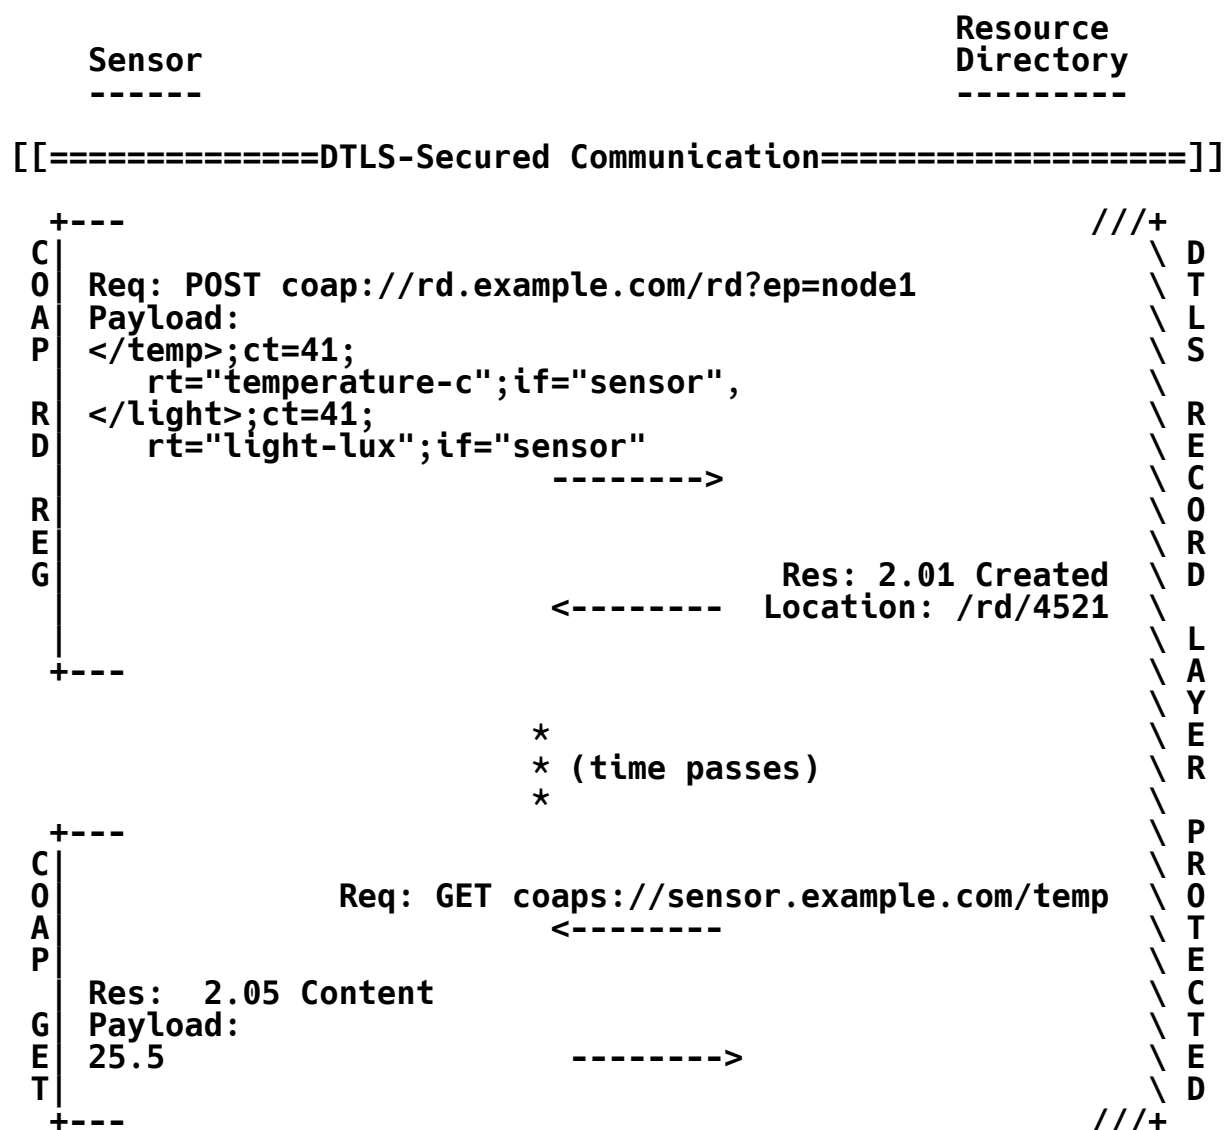 Resource
    Sensor                                       Directory
    ------                                       ---------

[[==============DTLS-Secured Communication===================]]

  +---                                                  ///+
 C|                                                        \ D
 O| Req: POST coap://rd.example.com/rd?ep=node1            \ T
 A| Payload:                                               \ L
 P| </temp>;ct=41;                                         \ S
  |    rt="temperature-c";if="sensor",                     \
 R| </light>;ct=41;                                        \ R
 D|    rt="light-lux";if="sensor"                          \ E
  |                         -------->                      \ C
 R|                                                        \ O
 E|                                                        \ R
 G|                                     Res: 2.01 Created  \ D
  |                         <--------  Location: /rd/4521  \
  |                                                        \ L
  +---                                                     \ A
                                                           \ Y
                           *                               \ E
                           * (time passes)                 \ R
                           *                               \
  +---                                                     \ P
 C|                                                        \ R
 O|              Req: GET coaps://sensor.example.com/temp  \ O
 A|                         <--------                      \ T
 P|                                                        \ E
  | Res:  2.05 Content                                     \ C
 G| Payload:                                               \ T
 E| 25.5                     -------->                     \ E
 T|                                                        \ D
  +---                                                  ///+